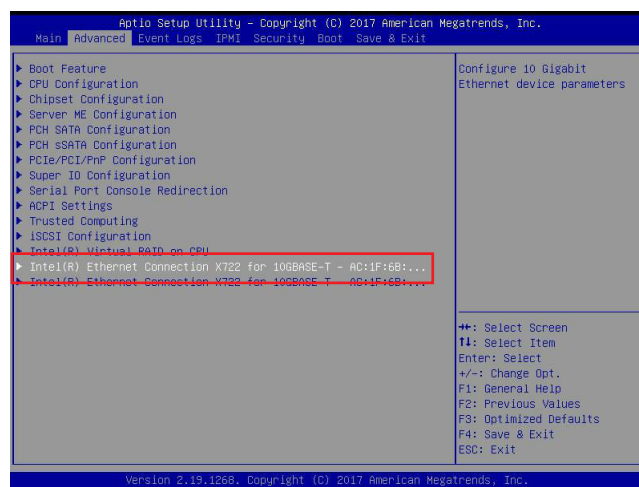 Aptio Setup Utility – Copyright (C) 2017 American Megatrends, Inc.
Main Advanced Event Logs IPMI Security Boot Save & Exit
Boot Feature
CPU Configuration
Chipset Configuration
Server ME Configuration
PCH SATA Configuration
PCH sSATA Configuration
PCIe/PCI/PnP Configuration
Super IO Configuration
Serial Port Console Redirection
ACPI Settings
Trusted Computing
iSCSI Configuration
Intel(R) Virtual RAID on CPU
Intel(R) Ethernet Connection X722 for 10GBASE-T - AC:1F:6B:...
Intel(R) Ethernet Connection X722 for 10GBASE-T - AC:1F:6B:...
Configure 10 Gigabit
Ethernet device parameters
→←: Select Screen
↑↓: Select Item
Enter: Select
+/-: Change Opt.
F1: General Help
F2: Previous Values
F3: Optimized Defaults
F4: Save & Exit
ESC: Exit
Version 2.19.1268. Copyright (C) 2017 American Megatrends, Inc.